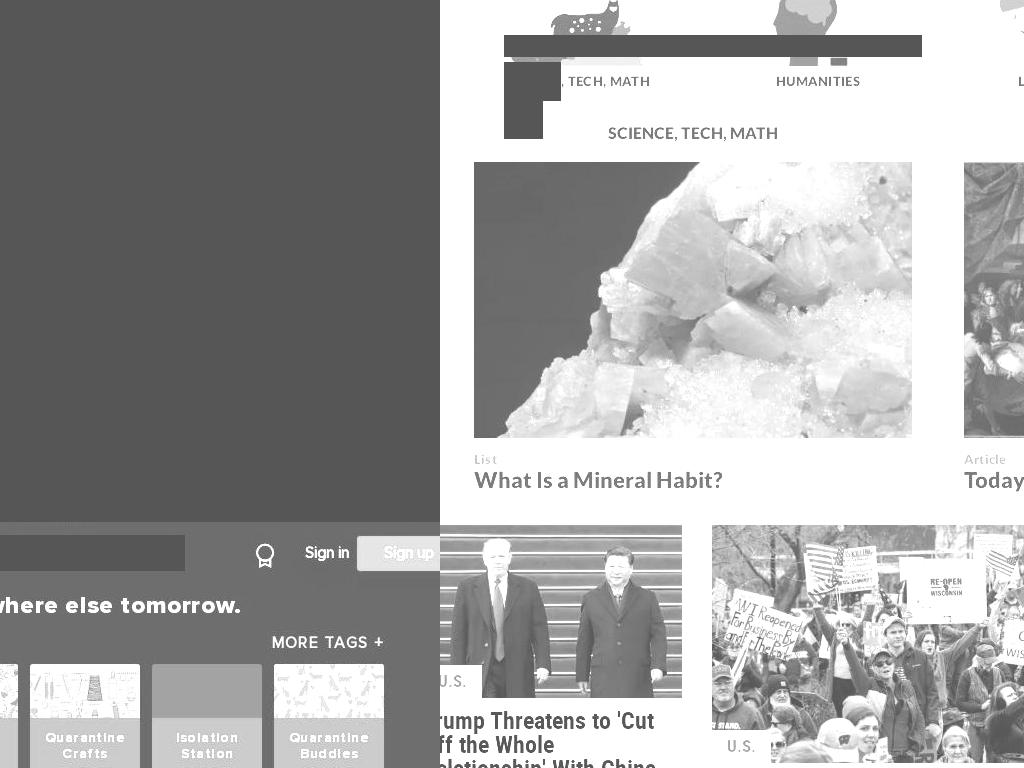 , TECH, MATH
HUMANITIES
SCIENCE, TECH, MATH
List
What Is a Mineral Habit?
Article
Today
Sign in
Sign up
where else tomorrow.
MORE TAGS +
Quarantine
Crafts
Isolation
Station
Quarantine
Buddies
U.S.
rump Threatens to 'Cut
ff the Whole
elationship' With China
RE-OPEN
WISCONSIN
WI Reopened
For Business By
U.S.